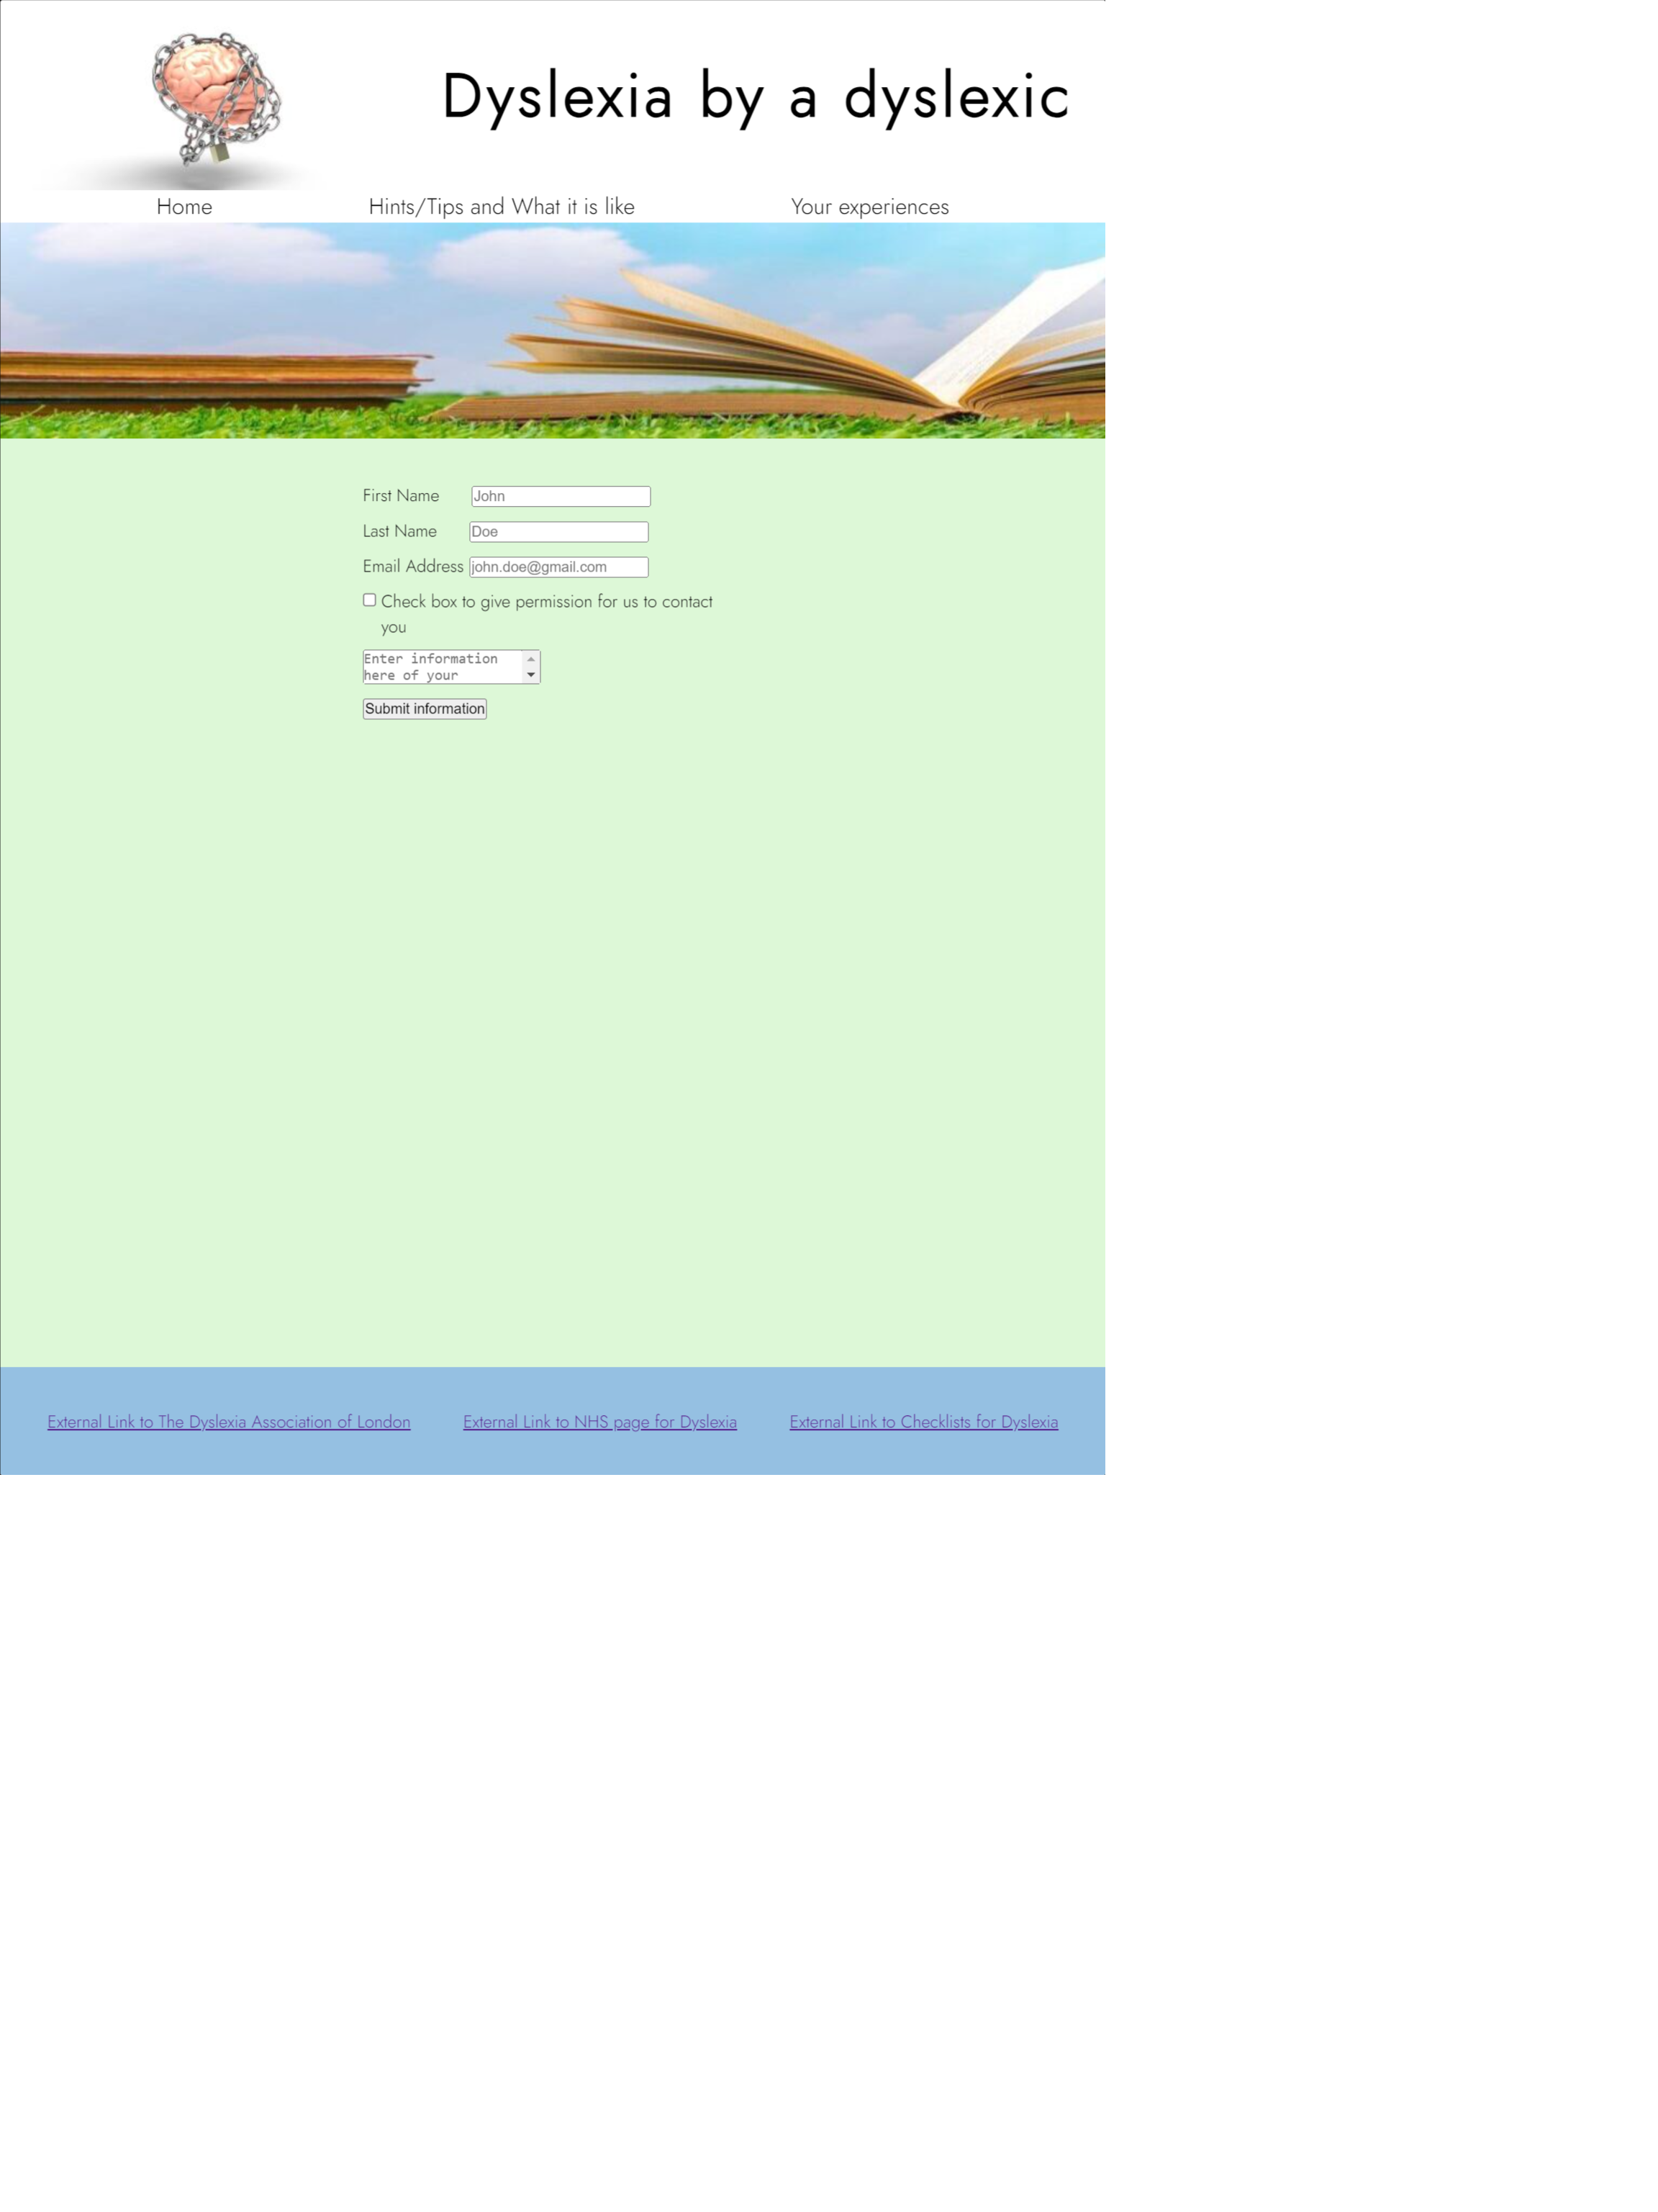 Dyslexia by a dyslexic
Home Hints/Tips and What it is like Your experiences
First Name John
Last Name Doe
Email Address john.doe@gmail.com
Check box to give permission for us to contact
you
Enter information
here of your
Submit information
External Link to The Dyslexia Association of London External Link to NHS page for Dyslexia External Link to Checklists for Dyslexia